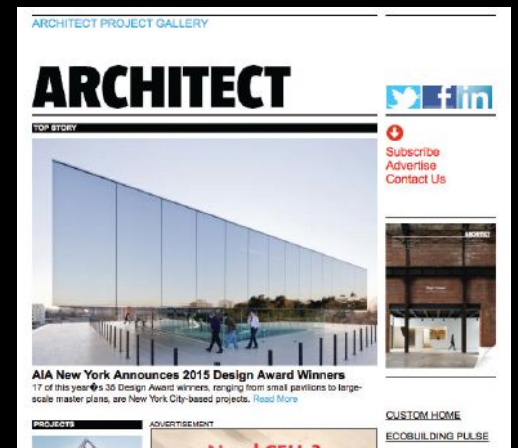 ARCHITECT PROJECT GALLERY
ARCHITECT
TOP STORY
AIA New York Announces 2015 Design Award Winners
17 of this year�s 35 Design Award winners, ranging from small pavilions to large-
scale master plans, are New York City-based projects. Read More
PROJECTS
ADVERTISEMENT
f in
Subscribe
Advertise
Contact Us
ARCHITECT
CUSTOM HOME
ECOBUILDING PULSE